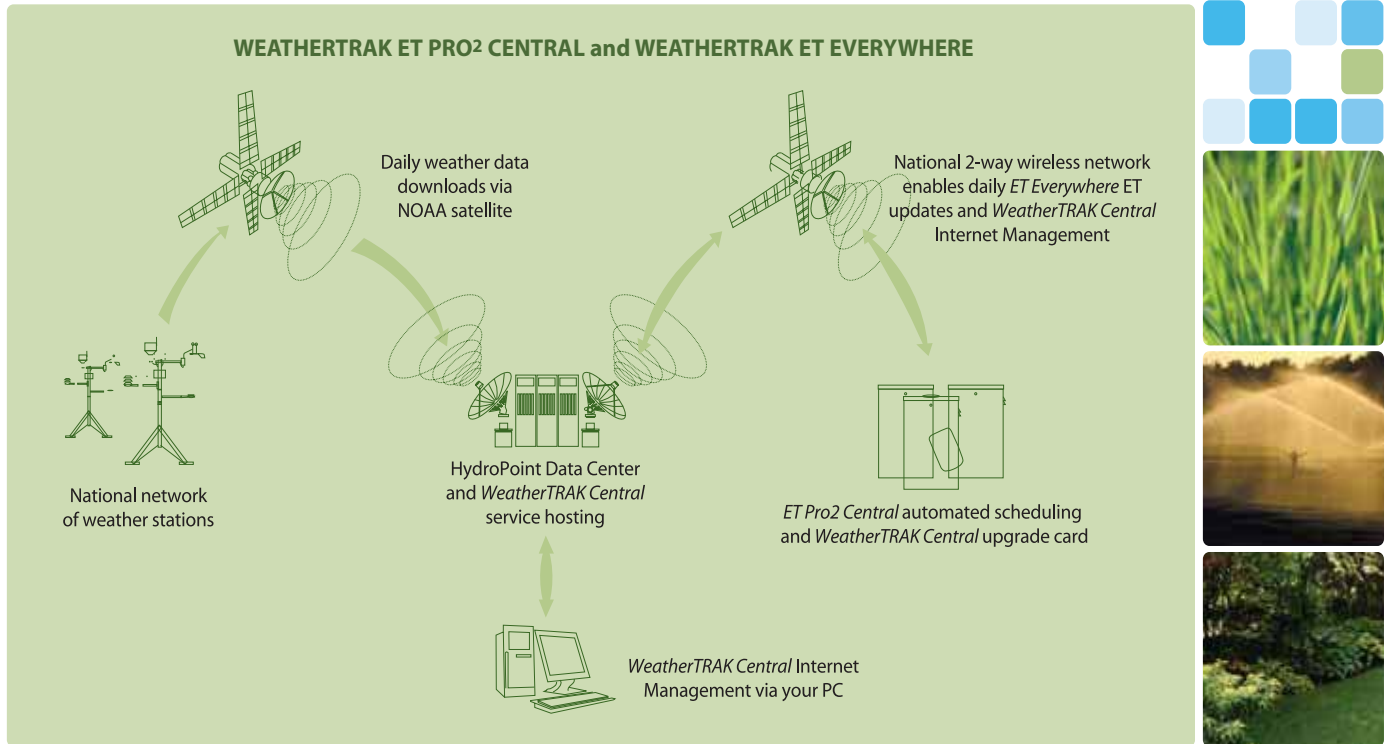 WEATHERTRAK ET PRO2 CENTRAL and WEATHERTRAK ET EVERYWHERE
Daily weather data
downloads via
NOAA satellite
National 2-way wireless network
enables daily ET Everywhere ET
updates and WeatherTRAK Central
Internet Management
National network
of weather stations
HydroPoint Data Center
and WeatherTRAK Central
service hosting
ET Pro2 Central automated scheduling
and WeatherTRAK Central upgrade card
WeatherTRAK Central Internet
Management via your PC